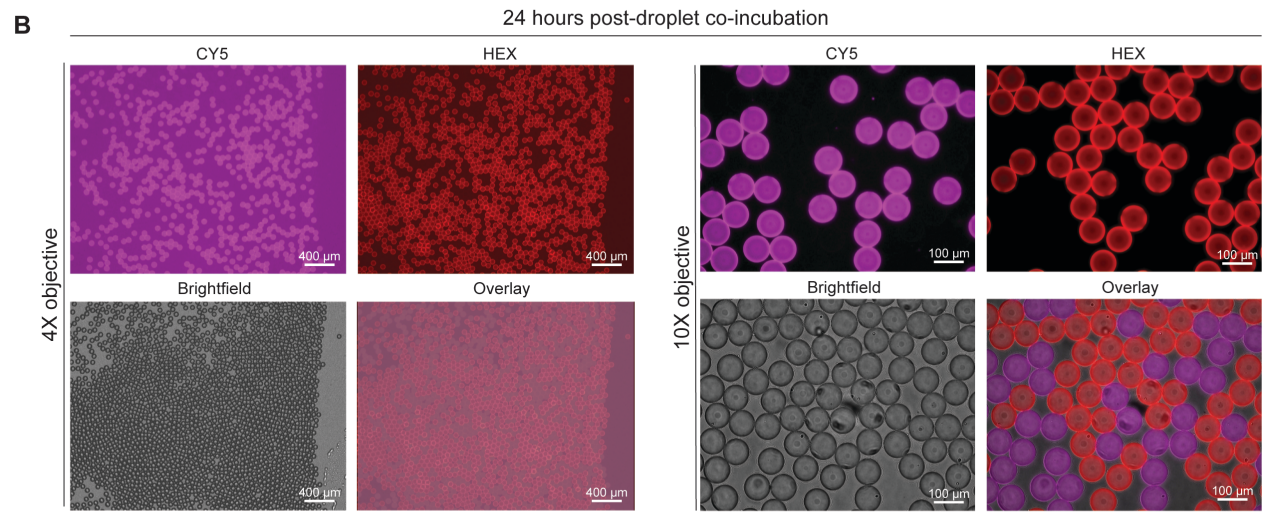 B
24 hours post-droplet co-incubation
CY5
HEX
CY5
HEX
4X objective
400 µm
400 µm
10X objective
100 µm
100 µm
Brightfield
Overlay
Brightfield
Overlay
400 µm
400 µm
100 µm
100 µm